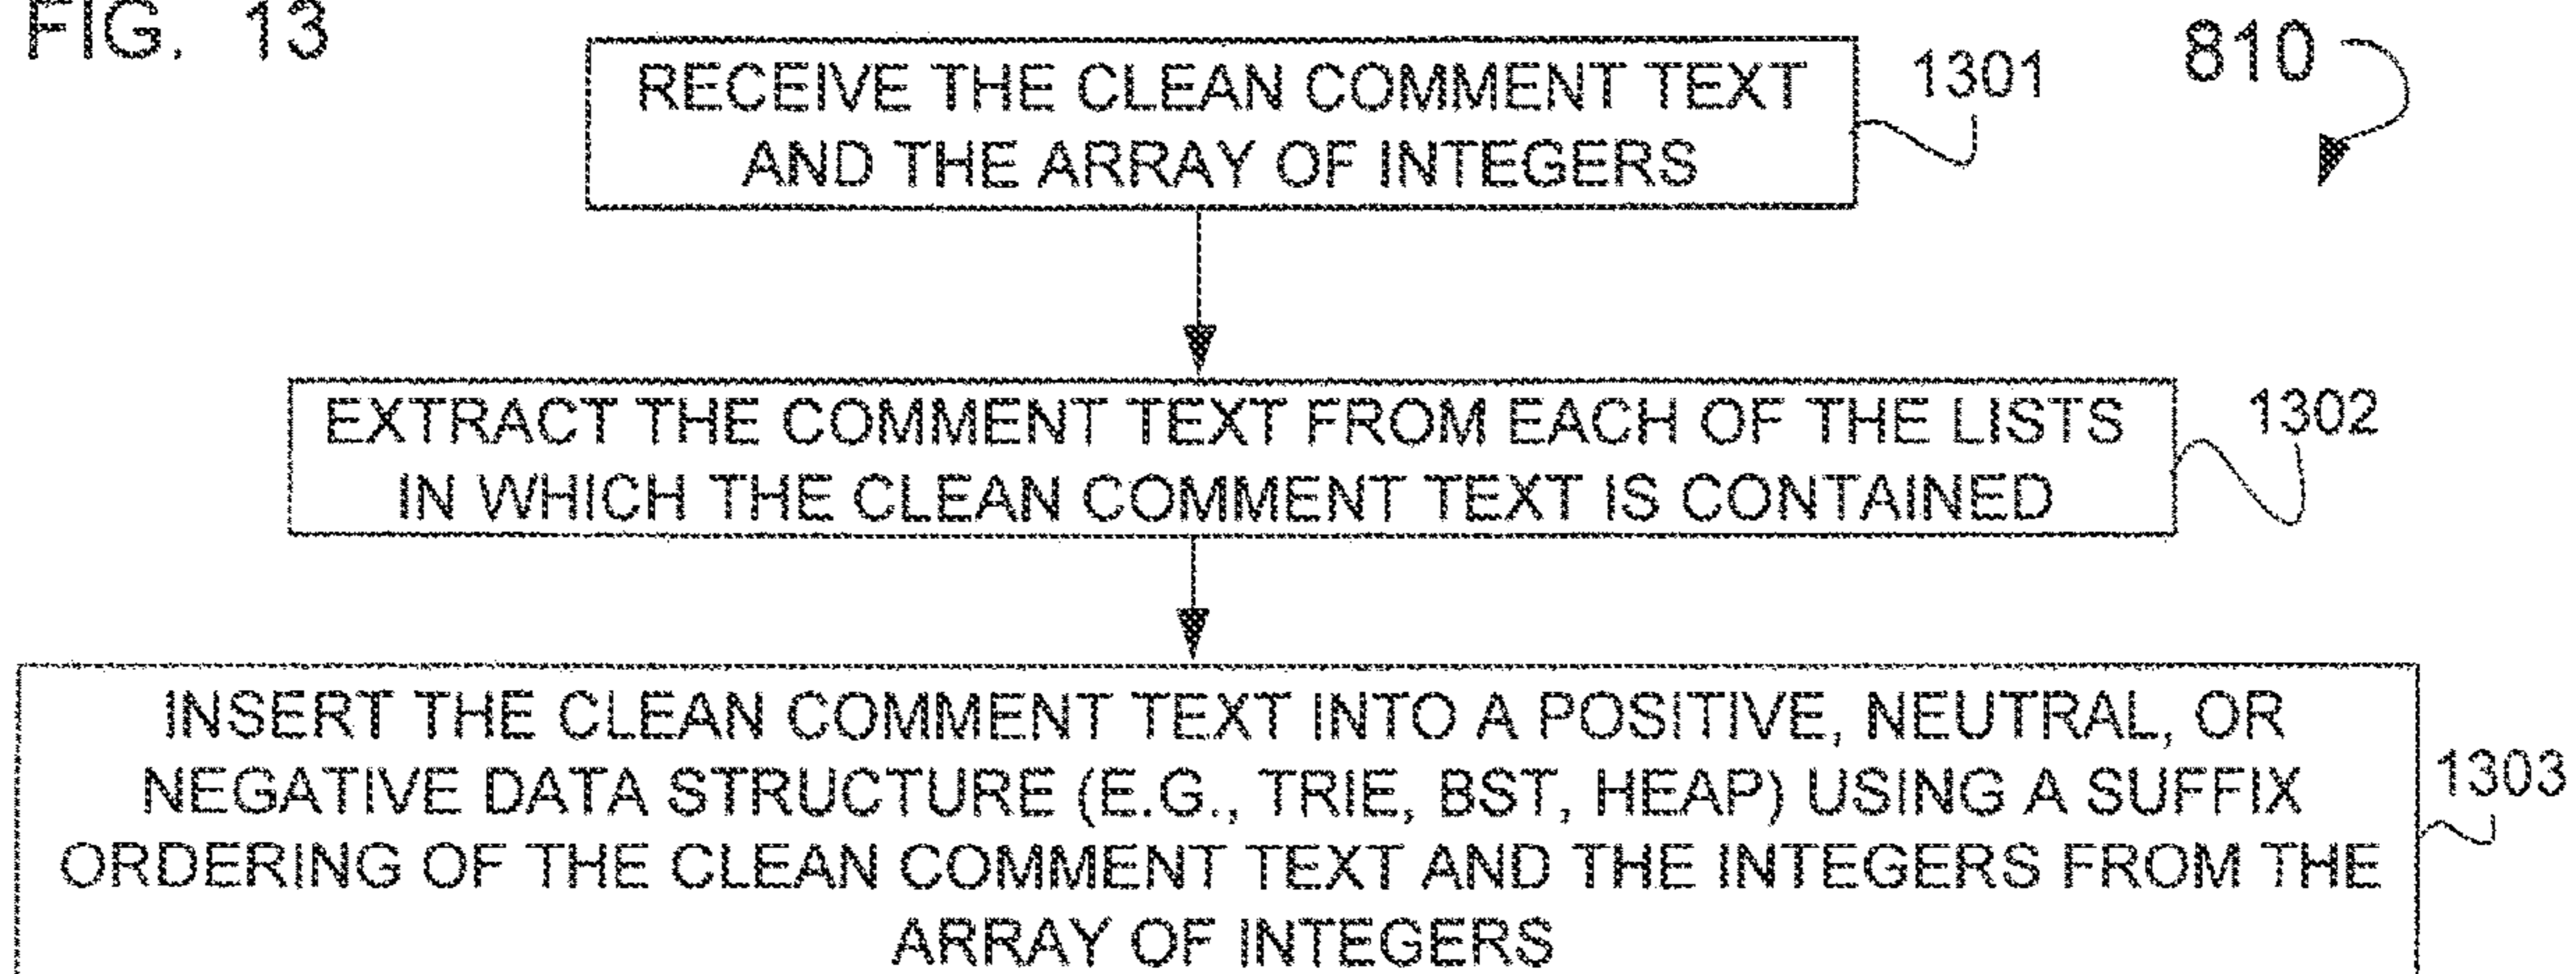 FIG. 13
810
RECEIVE THE CLEAN COMMENT TEXT
AND THE ARRAY OF INTEGERS
1301
EXTRACT THE COMMENT TEXT FROM EACH OF THE LISTS
IN WHICH THE CLEAN COMMENT TEXT IS CONTAINED
1302
INSERT THE CLEAN COMMENT TEXT INTO A POSITIVE, NEUTRAL, OR
NEGATIVE DATA STRUCTURE (E.G., TRIE, BST, HEAP) USING A SUFFIX
ORDERING OF THE CLEAN COMMENT TEXT AND THE INTEGERS FROM THE
ARRAY OF INTEGERS
1303